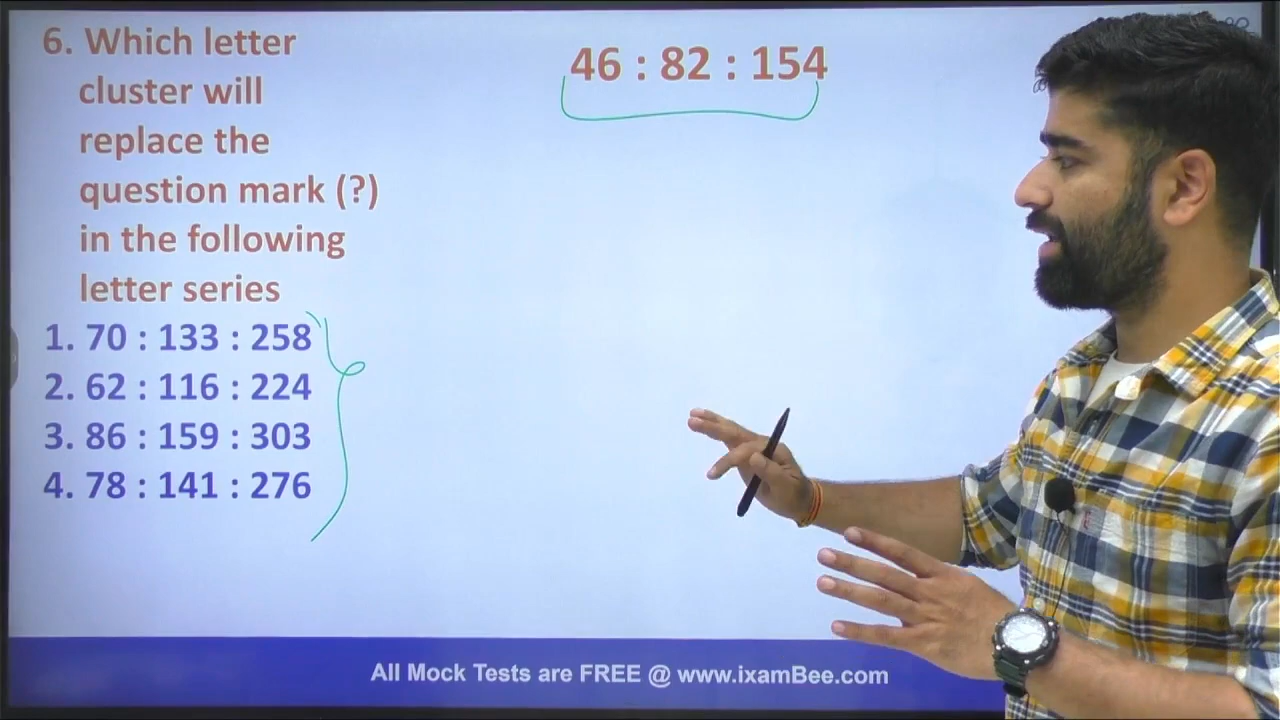 6. Which letter
cluster will
replace the
question mark (?)
in the following
letter series
1. 70 : 133 : 258
2. 62 : 116 : 224
3. 86 : 159 : 303
4. 78 : 141 : 276
46 : 82 : 154
All Mock Tests are FREE @ www.ixamBee.com